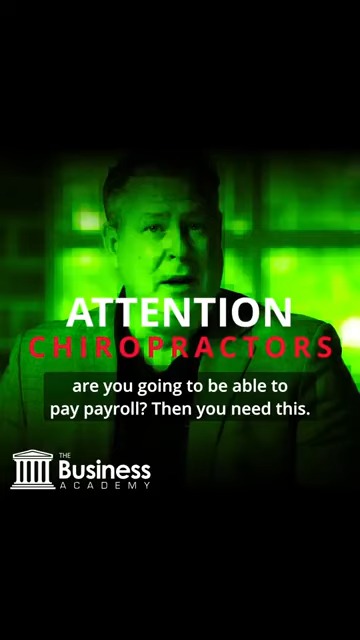 ATTENTION
CHIROPRACTORS
are you going to be able to
pay payroll? Then you need this.
THE
Business
ACADEMY